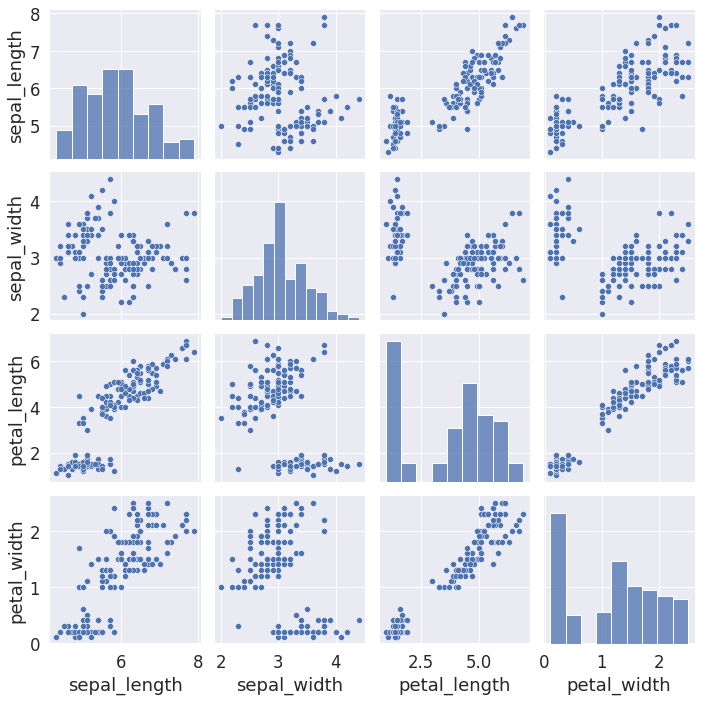 sepal_length
8
7
6
5
sepal_width
4
3
2
petal_length
6
4
2
petal_width
2
1
0
6 8
2 3 4
2.5 5.0
0 1 2
sepal_length sepal_width petal_length petal_width